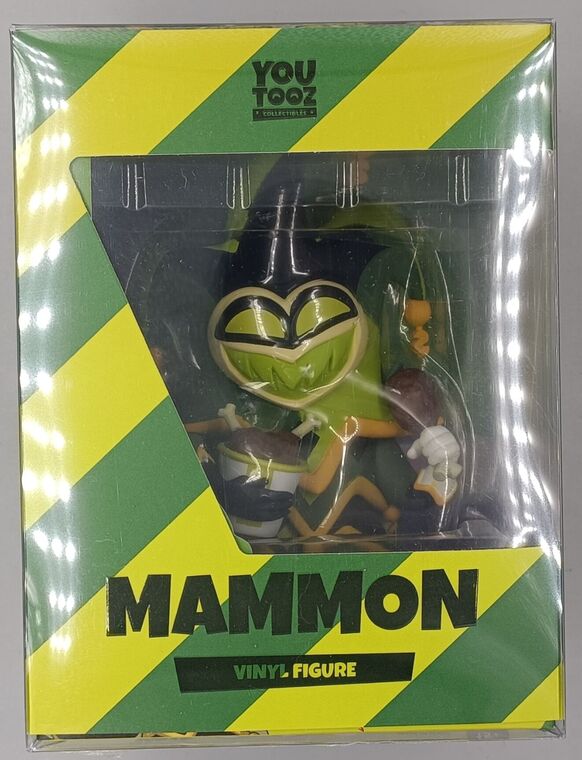 YOU
TOOZ
• COLLECTIBLES •
MAMMON
VINYL FIGURE